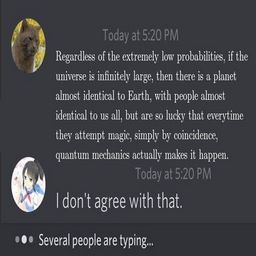 Today at 5:20 PM
Regardless of the extremely low probabilities, if the
universe is infinitely large, then there is a planet
almost identical to Earth, with people almost
identical to us all, but are so lucky that everytime
they attempt magic, simply by coincidence,
quantum mechanics actually makes it happen.
Today at 5:20 PM
I don't agree with that.
Several people are typing...